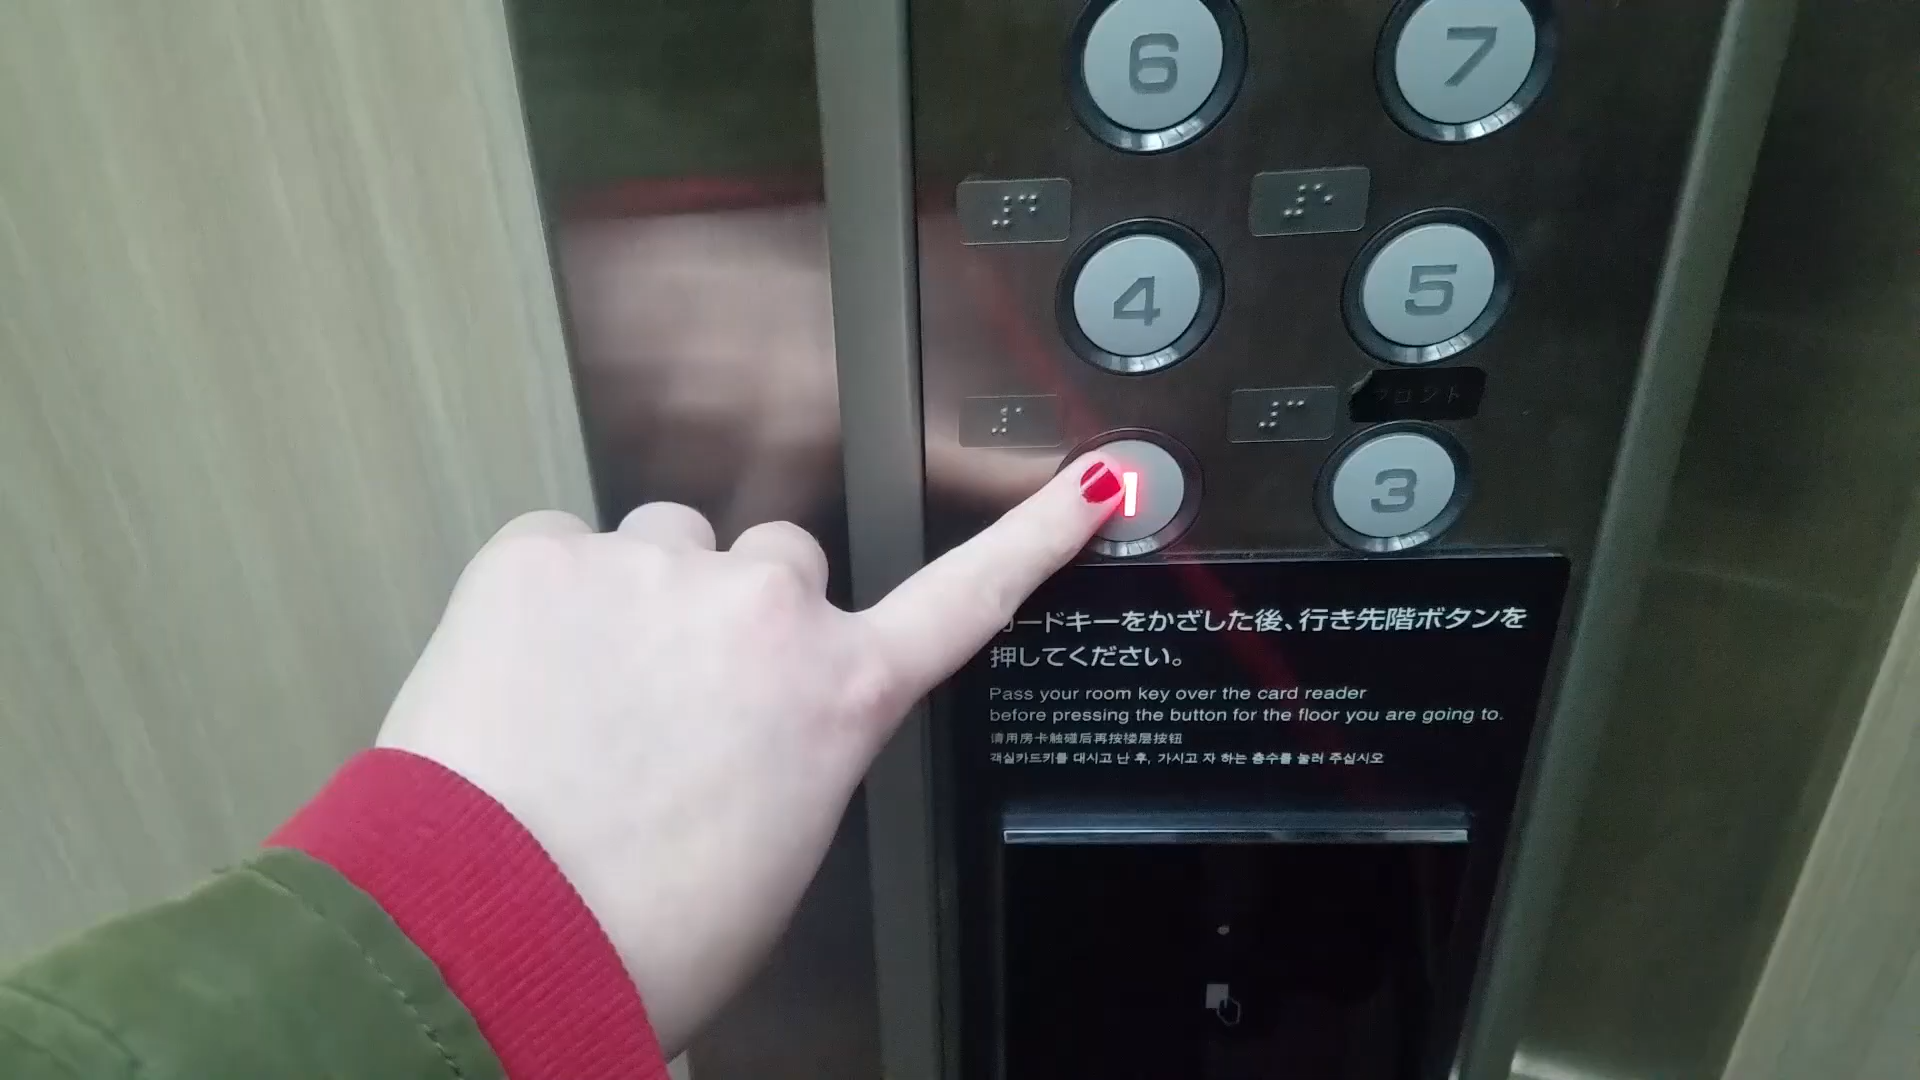 6 7
4 5
フロント
1 3
カードキーをかざした後、行き先階ボタンを
押してください。
Pass your room key over the card reader
before pressing the button for the floor you are going to.
请用房卡触碰后再按楼层按钮
객실카드키를 대시고 난 후, 가시고 자 하는 층수를 눌러 주십시오